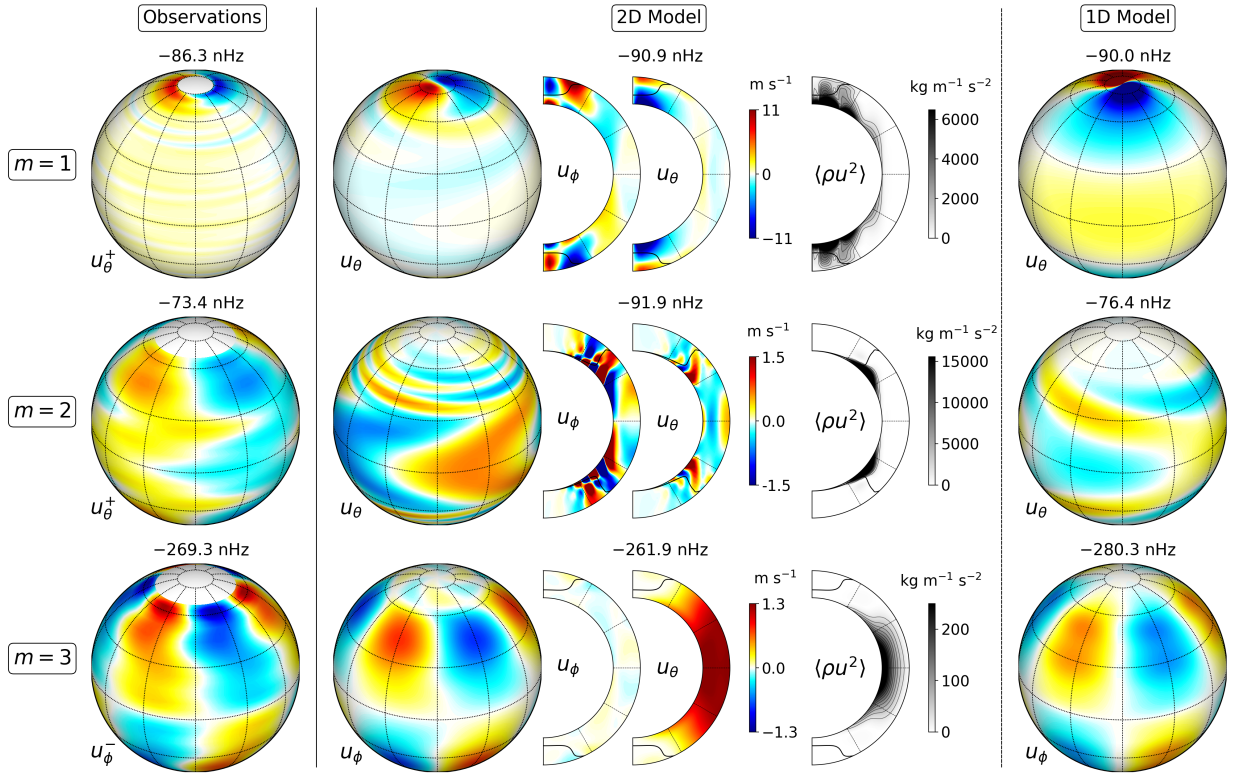 Observations 2D Model 1D Model
−86.3 nHz −90.9 nHz −90.0 nHz
m s⁻¹ kg m⁻¹ s⁻²
11 6000
4000
m = 1 u_ϕ u_θ ⟨ρu²⟩ 0
2000
−11 0
u_θ⁺ u_θ u_θ
−73.4 nHz −91.9 nHz −76.4 nHz
m s⁻¹ kg m⁻¹ s⁻²
1.5 15000
10000
m = 2 u_ϕ u_θ ⟨ρu²⟩ 0.0
5000
-1.5 0
u_θ⁺ u_θ u_θ
−269.3 nHz −261.9 nHz −280.3 nHz
m s⁻¹ kg m⁻¹ s⁻²
1.3
200
m = 3 u_ϕ u_θ ⟨ρu²⟩ 0.0
100
−1.3 0
u_ϕ⁻ u_ϕ u_ϕ